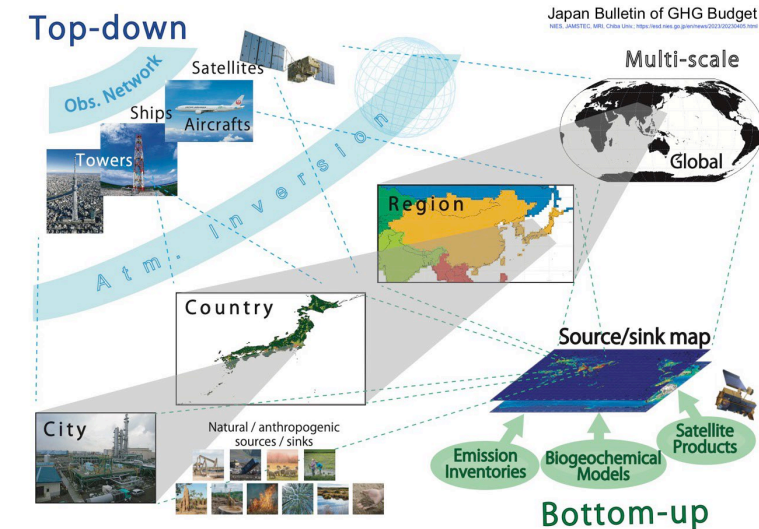 Japan Bulletin of GHG Budget
NIES, JAMSTEC, MRI, Chiba Univ.; https://esd.nies.go.jp/en/news/2023/20230405.html
Top-down
Obs. Network
Satellites
Ships
Aircrafts
Towers
Atm. Inversion
Multi-scale
Global
Region
Country
City
Natural / anthropogenic
sources / sinks
Source/sink map
Emission
Inventories
Biogeochemical
Models
Satellite
Products
Bottom-up